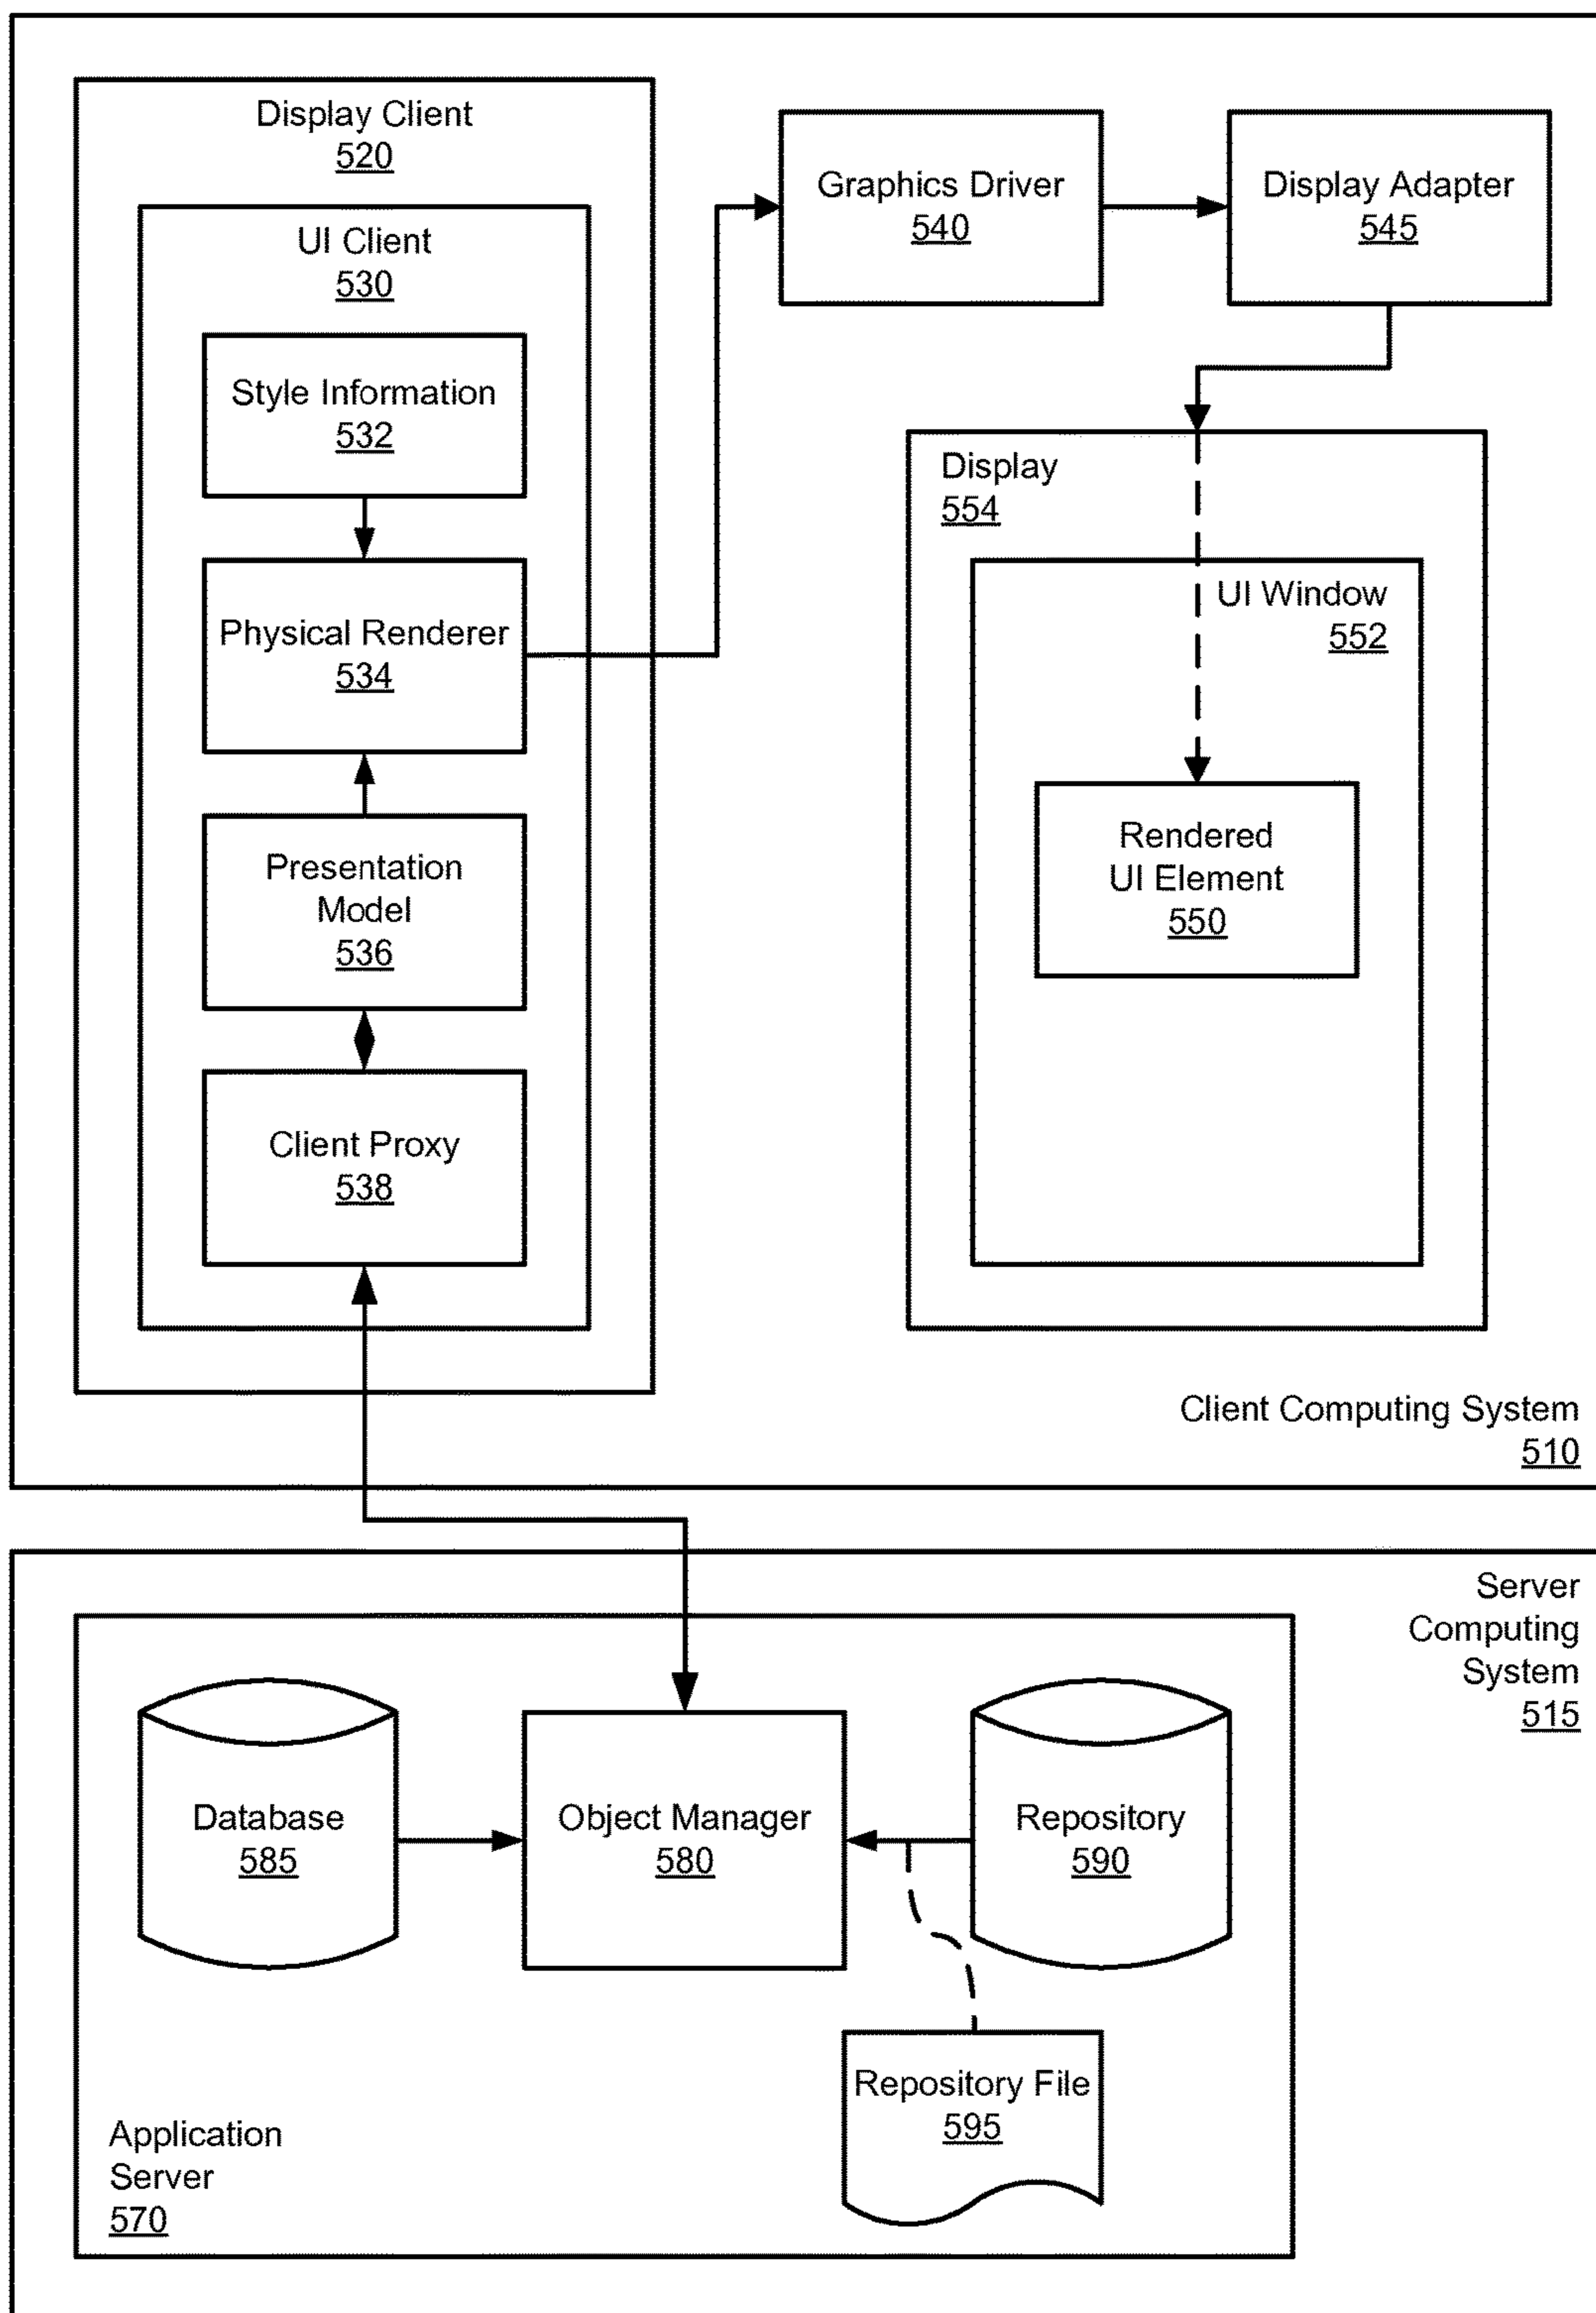 Display Client
520
UI Client
530
Style Information
532
Physical Renderer
534
Presentation
Model
536
Client Proxy
538
Graphics Driver
540
Display Adapter
545
Display
554
UI Window
552
Rendered
UI Element
550
Client Computing System
510
Server
Computing
System
515
Database
585
Object Manager
580
Repository
590
Repository File
595
Application
Server
570